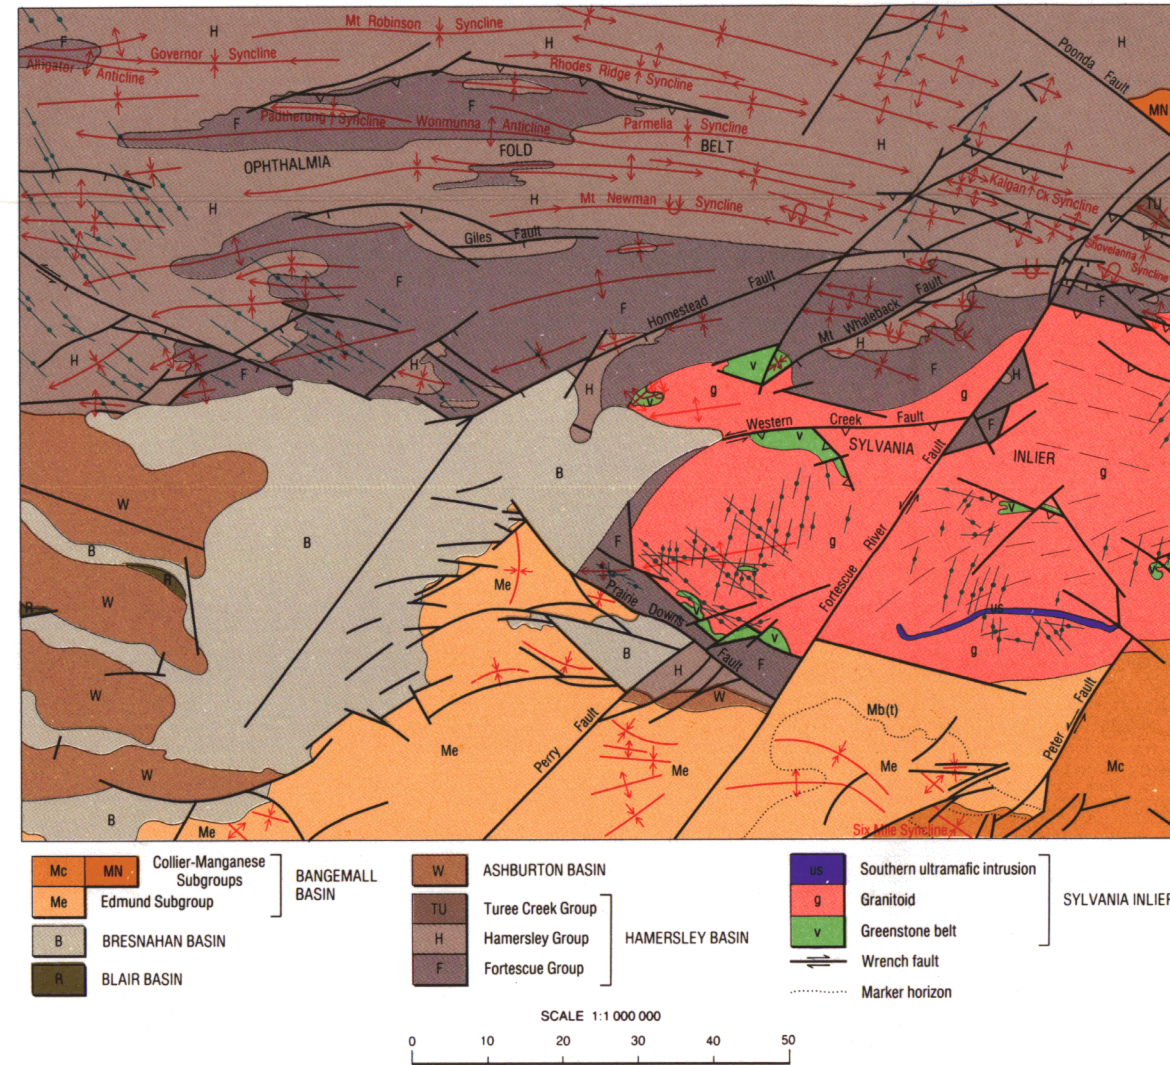 Mt Robinson Syncline
H
F
H
H
Poonda Fault
H
Governor Syncline
Alligator Anticline
Rhodes Ridge Syncline
MN
F
F
Padtherung Syncline
Wonmunna Anticline
Parmelia Syncline
OPHTHALMIA FOLD BELT
H
H
Kalgan Ck Syncline
H
H
Mt Newman Syncline
TU
Giles Fault
Shovelanna Syncline
F
F
Homestead Fault
Mt Whaleback Fault
F
H
H
F
H
v
F
H
H
g
g
v
Western Creek Fault
F
SYLVANIA INLIER
B
g
W
B
v
B
F
g
Fortescue River Fault
R
Me
W
R
Prairie Downs Fault
us
v
B
H
F
g
W
W
Mb(t)
Perry Fault
Peter Fault
Me
Me
Me
Mc
W
B
Me
Six Mile Syncline
Mc MN Collier-Manganese Subgroups
Me Edmund Subgroup
BANGEMALL BASIN
B BRESNAHAN BASIN
R BLAIR BASIN
W ASHBURTON BASIN
TU Turee Creek Group
H Hamersley Group
F Fortescue Group
HAMERSLEY BASIN
us Southern ultramafic intrusion
g Granitoid
v Greenstone belt
SYLVANIA INLIER
Wrench fault
Marker horizon
SCALE 1:1 000 000
0 10 20 30 40 50